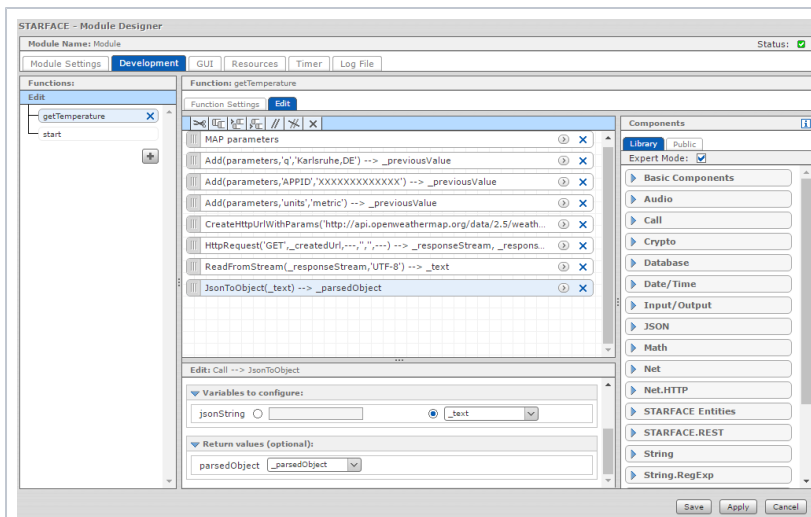 STARFACE - Module Designer
Module Name: Module
Status:
Module Settings
Development
GUI
Resources
Timer
Log File
Functions:
Edit
getTemperature
start
Function: getTemperature
Function Settings
Edit
MAP parameters
Add(parameters,'q','Karlsruhe,DE') --> _previousValue
Add(parameters,'APPID','XXXXXXXXXXXXX') --> _previousValue
Add(parameters,'units','metric') --> _previousValue
CreateHttpUrlWithParams('http://api.openweathermap.org/data/2.5/weath...
HttpRequest('GET',_createdUrl,---,'','',---) --> _responseStream, _respons...
ReadFromStream(_responseStream,'UTF-8') --> _text
JsonToObject(_text) --> _parsedObject
Edit: Call --> JsonToObject
Variables to configure:
jsonString
_text
Return values (optional):
parsedObject
_parsedObject
Components
Library
Public
Expert Mode:
Basic Components
Audio
Call
Crypto
Database
Date/Time
Input/Output
JSON
Math
Net
Net.HTTP
STARFACE Entities
STARFACE.REST
String
String.RegExp
Save
Apply
Cancel